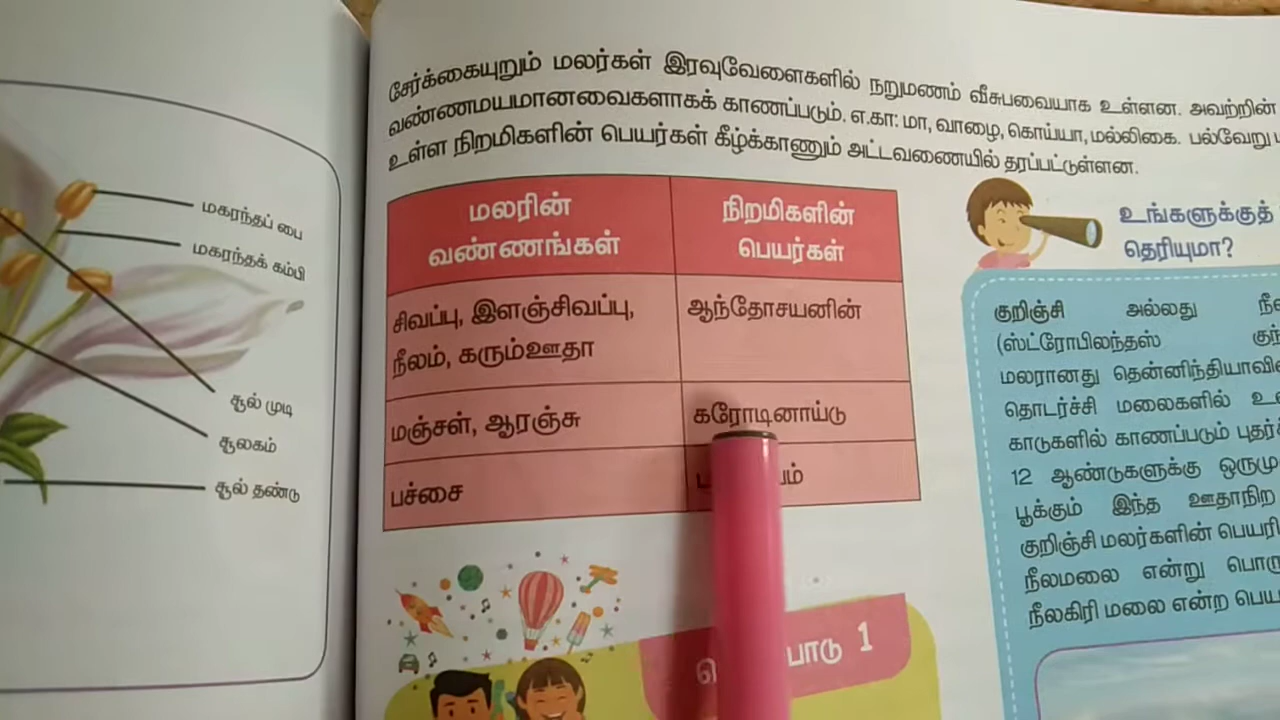 மகரந்தப் பை
மகரந்தக் கம்பி
சூல் முடி
சூலகம்
சூல் தண்டு
சேர்க்கையுறும் மலர்கள் இரவுவேளைகளில் நறுமணம் வீசுபவையாக உள்ளன. அவற்றின்
வண்ணமயமானவைகளாகக் காணப்படும். எ.கா: மா, வாழை, கொய்யா, மல்லிகை. பல்வேறு
உள்ள நிறமிகளின் பெயர்கள் கீழ்க்காணும் அட்டவணையில் தரப்பட்டுள்ளன.
மலரின்
வண்ணங்கள்
நிறமிகளின்
பெயர்கள்
சிவப்பு, இளஞ்சிவப்பு,
நீலம், கரும்ஊதா
ஆந்தோசயனின்
மஞ்சள், ஆரஞ்சு
கரோடினாய்டு
பச்சை
உங்களுக்குத்
தெரியுமா?
குறிஞ்சி அல்லது
(ஸ்ட்ரோபிலந்தஸ்
மலரானது
தொடர்ச்சி மலைகளில்
காடுகளில் காணப்படும்
12 ஆண்டுகளுக்கு
பூக்கும் இந்த ஊதாநிற
குறிஞ்சி மலர்களின்
நீலமலை என்று
நீலகிரி மலை என்ற
1